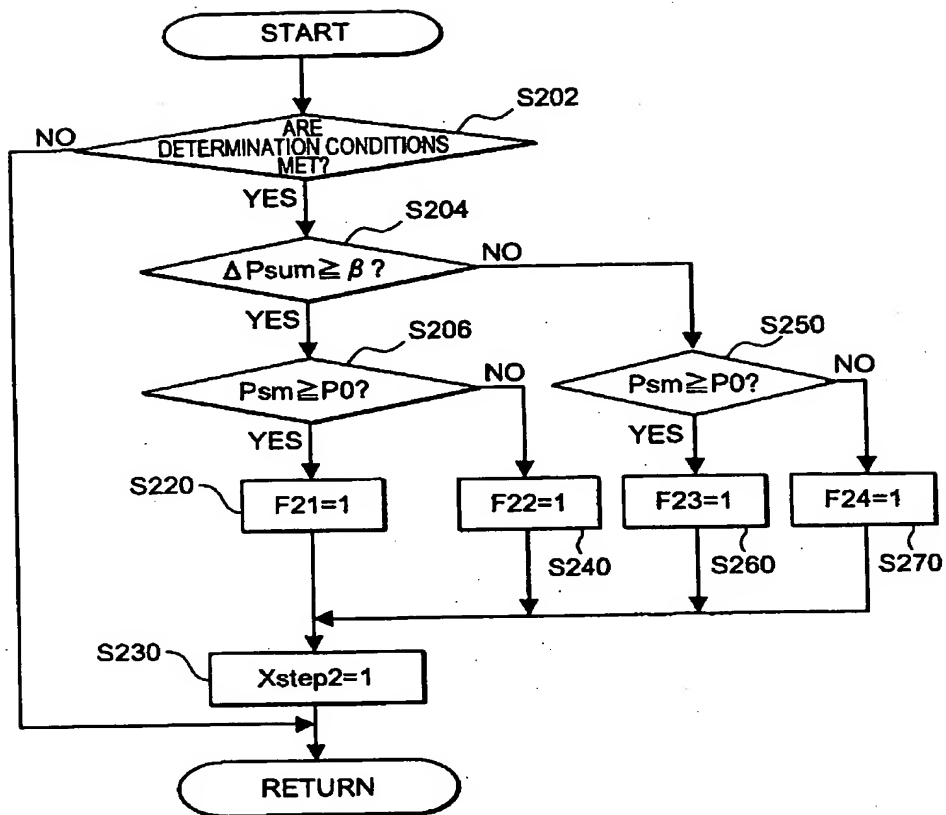 START
S202
NO
ARE
DETERMINATION CONDITIONS
MET?
YES
S204
ΔPsum≧β?
NO
YES
S206
S250
Psm≧P0?
NO
Psm≧P0?
NO
YES
YES
S220
F21=1
F22=1
F23=1
F24=1
S240
S260
S270
S230
Xstep2=1
RETURN